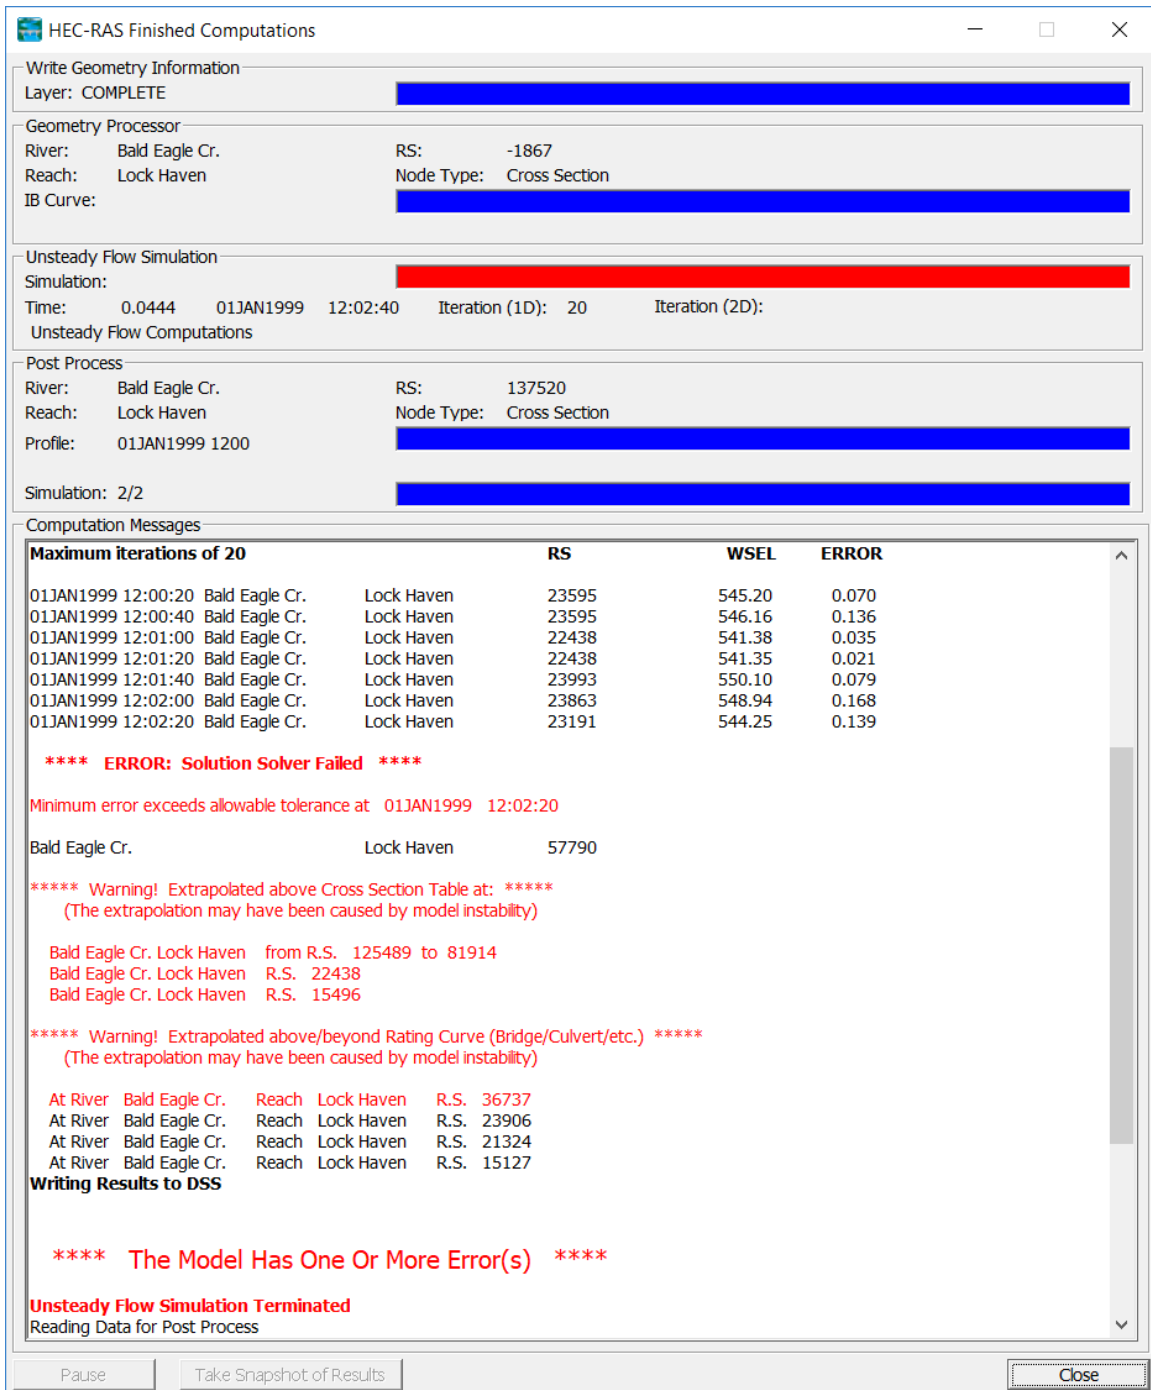 HEC-RAS Finished Computations
Write Geometry Information
Layer: COMPLETE
Geometry Processor
River: Bald Eagle Cr. RS: -1867
Reach: Lock Haven Node Type: Cross Section
IB Curve:
Unsteady Flow Simulation
Simulation:
Time: 0.0444 01JAN1999 12:02:40 Iteration (1D): 20 Iteration (2D):
Unsteady Flow Computations
Post Process
River: Bald Eagle Cr. RS: 137520
Reach: Lock Haven Node Type: Cross Section
Profile: 01JAN1999 1200
Simulation: 2/2
Computation Messages
Maximum iterations of 20 RS WSEL ERROR
01JAN1999 12:00:20 Bald Eagle Cr. Lock Haven 23595 545.20 0.070
01JAN1999 12:00:40 Bald Eagle Cr. Lock Haven 23595 546.16 0.136
01JAN1999 12:01:00 Bald Eagle Cr. Lock Haven 22438 541.38 0.035
01JAN1999 12:01:20 Bald Eagle Cr. Lock Haven 22438 541.35 0.021
01JAN1999 12:01:40 Bald Eagle Cr. Lock Haven 23993 550.10 0.079
01JAN1999 12:02:00 Bald Eagle Cr. Lock Haven 23863 548.94 0.168
01JAN1999 12:02:20 Bald Eagle Cr. Lock Haven 23191 544.25 0.139
**** ERROR: Solution Solver Failed ****
Minimum error exceeds allowable tolerance at 01JAN1999 12:02:20
Bald Eagle Cr. Lock Haven 57790
***** Warning! Extrapolated above Cross Section Table at: *****
(The extrapolation may have been caused by model instability)
Bald Eagle Cr. Lock Haven from R.S. 125489 to 81914
Bald Eagle Cr. Lock Haven R.S. 22438
Bald Eagle Cr. Lock Haven R.S. 15496
***** Warning! Extrapolated above/beyond Rating Curve (Bridge/Culvert/etc.) *****
(The extrapolation may have been caused by model instability)
At River Bald Eagle Cr. Reach Lock Haven R.S. 36737
At River Bald Eagle Cr. Reach Lock Haven R.S. 23906
At River Bald Eagle Cr. Reach Lock Haven R.S. 21324
At River Bald Eagle Cr. Reach Lock Haven R.S. 15127
Writing Results to DSS
**** The Model Has One Or More Error(s) ****
Unsteady Flow Simulation Terminated
Reading Data for Post Process
Pause Take Snapshot of Results Close